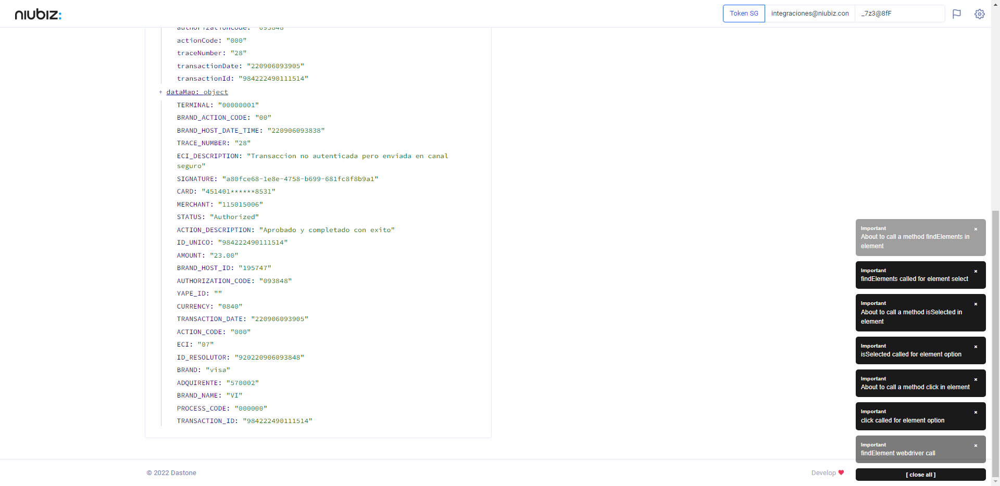 niubiz:
Token SG
integraciones@niubiz.con
_7z3@8fF
authorizationCode: "093848"
actionCode: "000"
traceNumber: "28"
transactionDate: "220906093905"
transactionId: "984222490111514"
+ dataMap: object
TERMINAL: "00000001"
BRAND_ACTION_CODE: "00"
BRAND_HOST_DATE_TIME: "220906093838"
TRACE_NUMBER: "28"
ECI_DESCRIPTION: "Transaccion no autenticada pero enviada en canal
seguro"
SIGNATURE: "a80fce68-1e8e-4758-b699-681fc8f8b9a1"
CARD: "451401******8531"
MERCHANT: "115015006"
STATUS: "Authorized"
ACTION_DESCRIPTION: "Aprobado y completado con exito"
ID_UNICO: "984222490111514"
AMOUNT: "23.00"
BRAND_HOST_ID: "195747"
AUTHORIZATION_CODE: "093848"
YAPE_ID: ""
CURRENCY: "0840"
TRANSACTION_DATE: "220906093905"
ACTION_CODE: "000"
ECI: "07"
ID_RESOLUTOR: "920220906093848"
BRAND: "visa"
ADQUIRENTE: "570002"
BRAND_NAME: "VI"
PROCESS_CODE: "000000"
TRANSACTION_ID: "984222490111514"
Important
About to call a method findElements in
element
Important
findElements called for element select
Important
About to call a method isSelected in
element
Important
isSelected called for element option
Important
About to call a method click in element
Important
click called for element option
Important
findElement webdriver call
[ close all ]
© 2022 Dastone
Develop